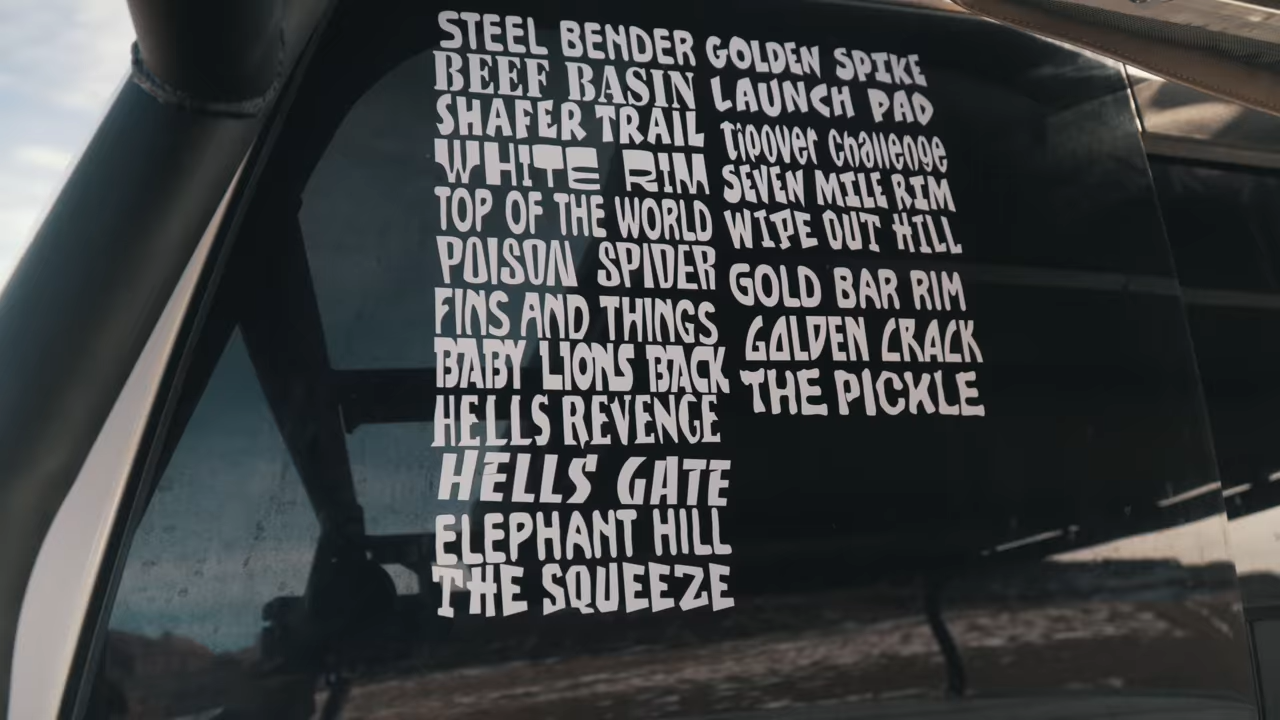 STEEL BENDER
BEEF BASIN
SHAFER TRAIL
WHITE RIM
TOP OF THE WORLD
POISON SPIDER
FINS AND THINGS
BABY LIONS BACK
HELLS REVENGE
HELLS GATE
ELEPHANT HILL
THE SQUEEZE
GOLDEN SPIKE
LAUNCH PAD
tipover challenge
SEVEN MILE RIM
WIPE OUT HILL
GOLD BAR RIM
GOLDEN CRACK
THE PICKLE